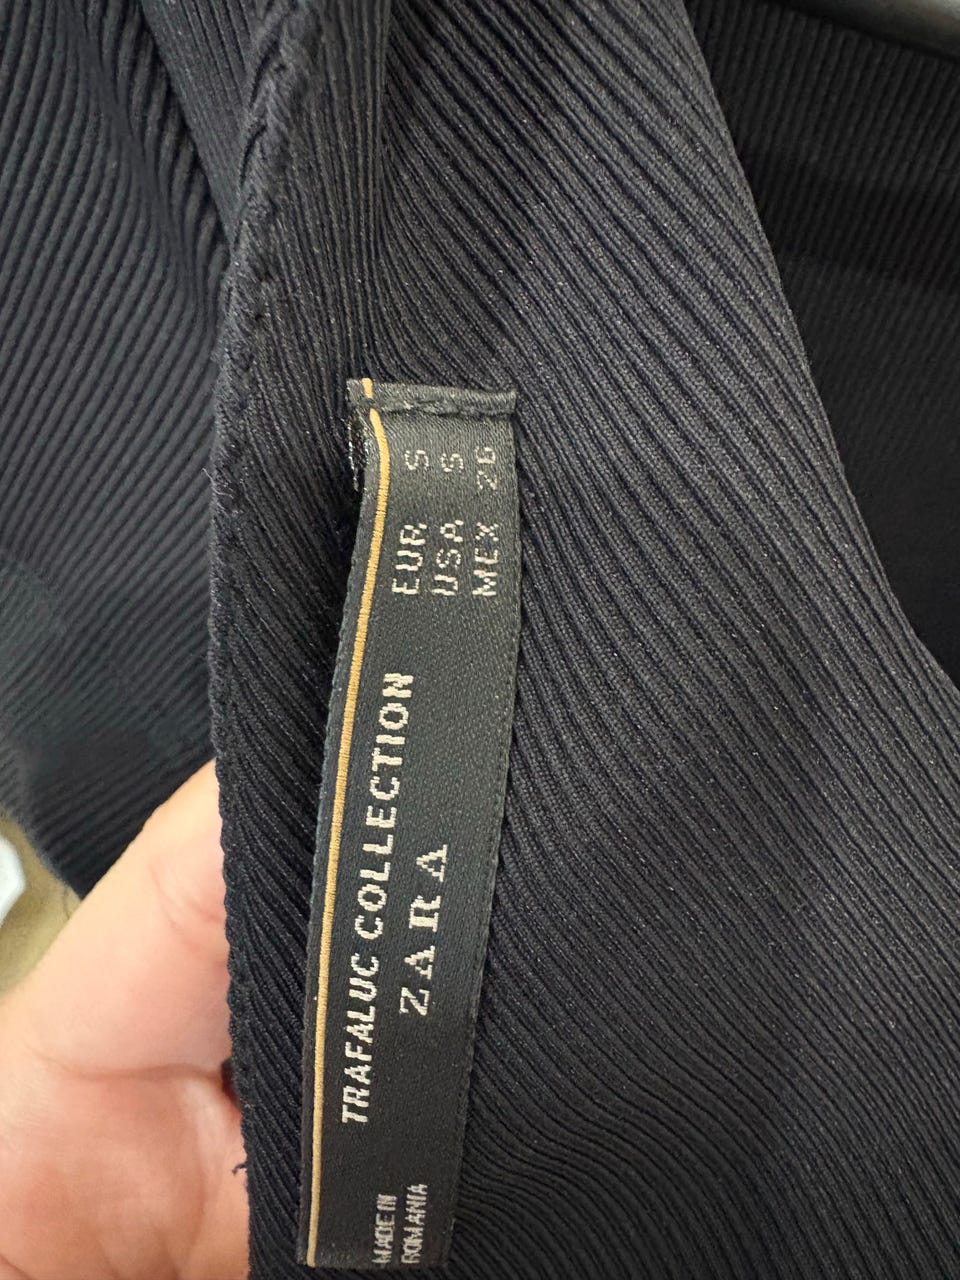 TRAFALUC COLLECTION
ZARA
EUR S
USA S
MEX 26
MADE IN
ROMANIA